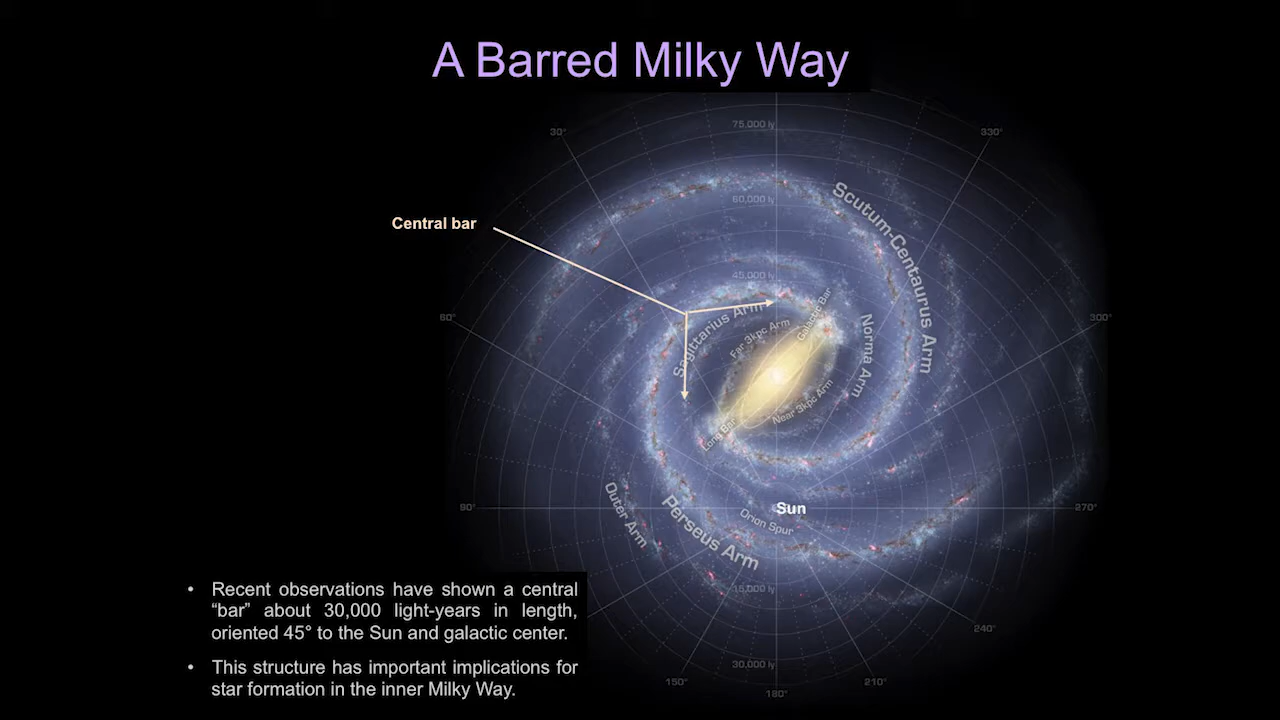 A Barred Milky Way
75,000 ly
30°
330°
Scutum-Centaurus Arm
60,000 ly
Central bar
45,000 ly
Galactic Bar
Sagittarius Arm
60°
300°
Far 3kpc Arm
Norma Arm
Near 3kpc Arm
Long Bar
90°
Sun
270°
Orion Spur
Outer Arm
Perseus Arm
15,000 ly
• Recent observations have shown a central
“bar” about 30,000 light-years in length,
oriented 45° to the Sun and galactic center.
240°
• This structure has important implications for
star formation in the inner Milky Way.
30,000 ly
150°
210°
180°